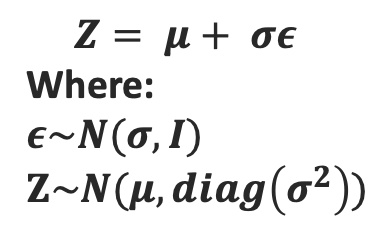 Z = μ + σϵ
Where:
ϵ~N(σ, I)
Z~N(μ, diag(σ²))